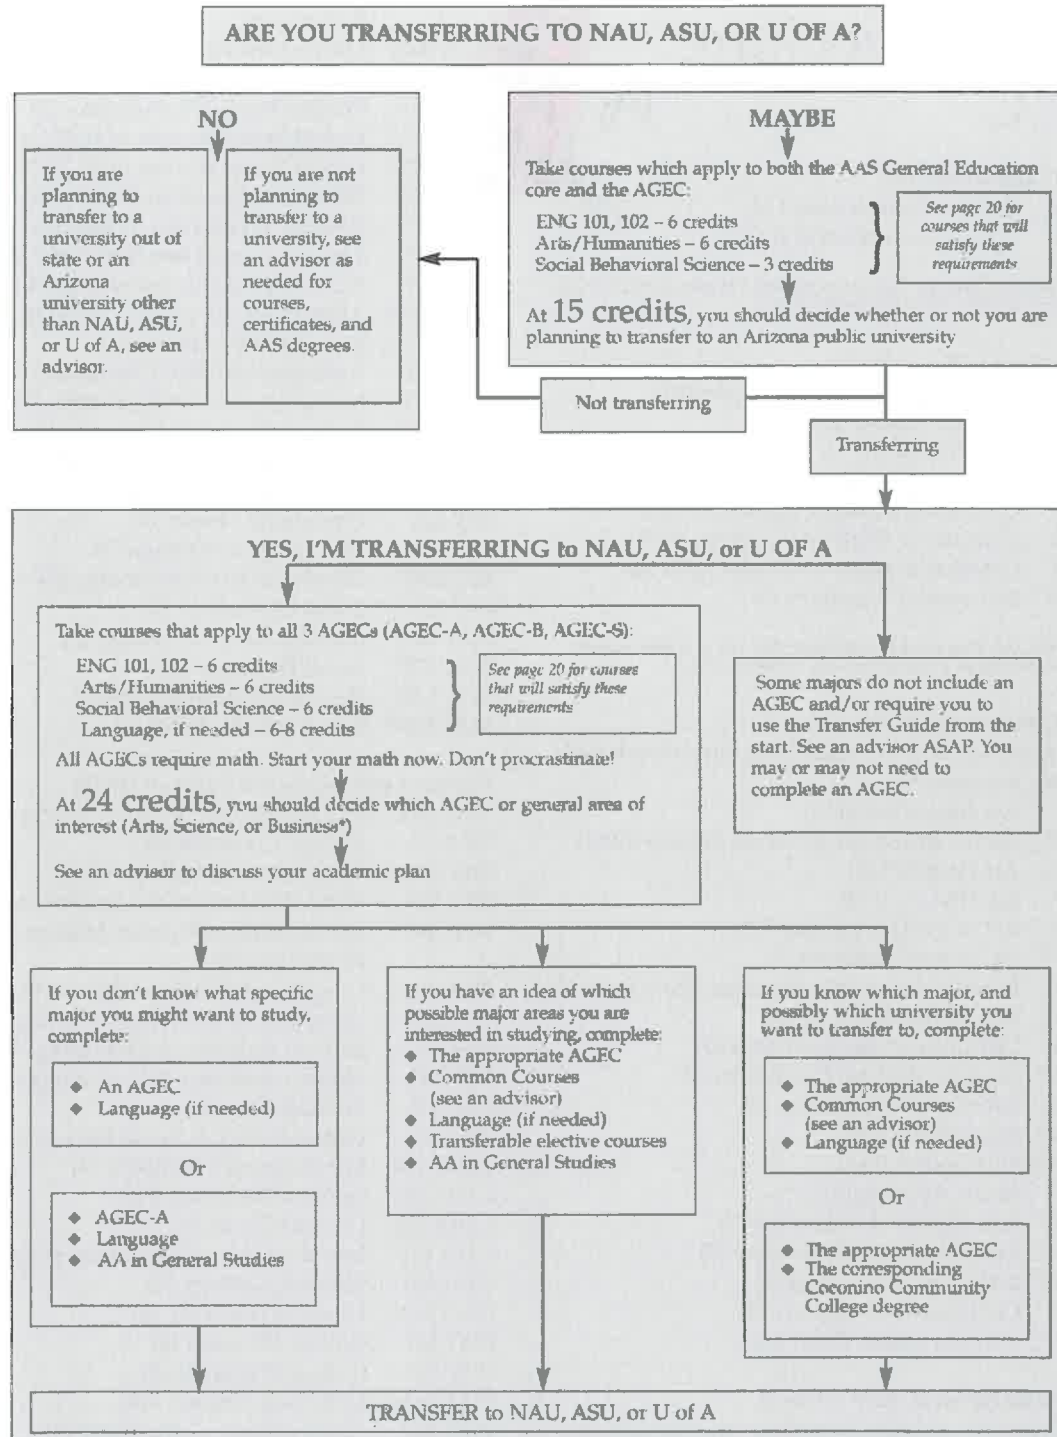 ARE YOU TRANSFERRING TO NAU, ASU, OR U OF A?
NO
If you are
planning to
transfer to a
university out of
state or an
Arizona
university other
than NAU, ASU,
or U of A, see an
advisor.
If you are not
planning to
transfer to a
university, see
an advisor as
needed for
courses,
certificates, and
AAS degrees.
MAYBE
Take courses which apply to both the AAS General Education
core and the AGEC:
ENG 101, 102 – 6 credits
Arts/Humanities – 6 credits
Social Behavioral Science – 3 credits
See page 20 for
courses that will
satisfy these
requirements
At 15 credits, you should decide whether or not you are
planning to transfer to an Arizona public university
Not transferring
Transferring
YES, I'M TRANSFERRING to NAU, ASU, or U OF A
Take courses that apply to all 3 AGECs (AGEC-A, AGEC-B, AGEC-S):
ENG 101, 102 – 6 credits
Arts/Humanities – 6 credits
Social Behavioral Science – 6 credits
Language, if needed – 6-8 credits
See page 20 for courses
that will satisfy these
requirements
All AGECs require math. Start your math now. Don't procrastinate!
At 24 credits, you should decide which AGEC or general area of
interest (Arts, Science, or Business*)
See an advisor to discuss your academic plan
Some majors do not include an
AGEC and/or require you to
use the Transfer Guide from the
start. See an advisor ASAP. You
may or may not need to
complete an AGEC.
If you don't know what specific
major you might want to study,
complete:
◆ An AGEC
◆ Language (if needed)
Or
◆ AGEC-A
◆ Language
◆ AA in General Studies
If you have an idea of which
possible major areas you are
interested in studying, complete:
◆ The appropriate AGEC
◆ Common Courses
(see an advisor)
◆ Language (if needed)
◆ Transferable elective courses
◆ AA in General Studies
If you know which major, and
possibly which university you
want to transfer to, complete:
◆ The appropriate AGEC
◆ Common Courses
(see an advisor)
◆ Language (if needed)
Or
◆ The appropriate AGEC
◆ The corresponding
Coconino Community
College degree
TRANSFER to NAU, ASU, or U of A